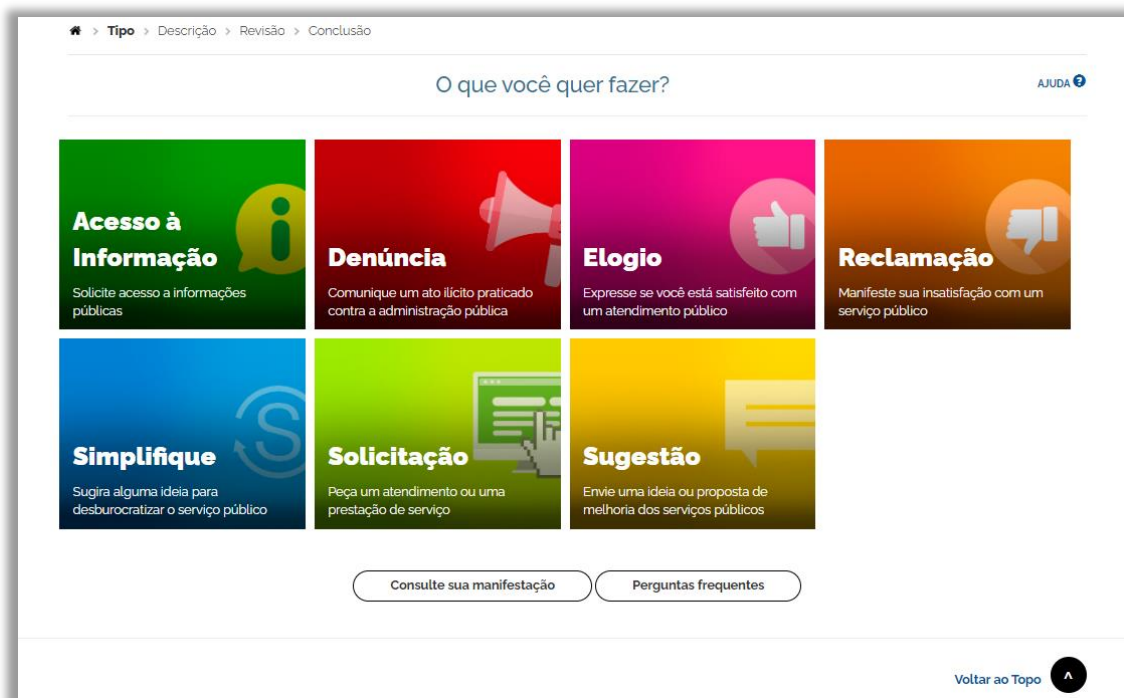 > Tipo > Descrição > Revisão > Conclusão
O que você quer fazer?
AJUDA ?
Acesso à
Informação
Solicite acesso a informações
públicas
Denúncia
Comunique um ato ilícito praticado
contra a administração pública
Elogio
Expresse se você está satisfeito com
um atendimento público
Reclamação
Manifeste sua insatisfação com um
serviço público
Simplifique
Sugira alguma ideia para
desburocratizar o serviço público
Solicitação
Peça um atendimento ou uma
prestação de serviço
Sugestão
Envie uma ideia ou proposta de
melhoria dos serviços públicos
Consulte sua manifestação
Perguntas frequentes
Voltar ao Topo